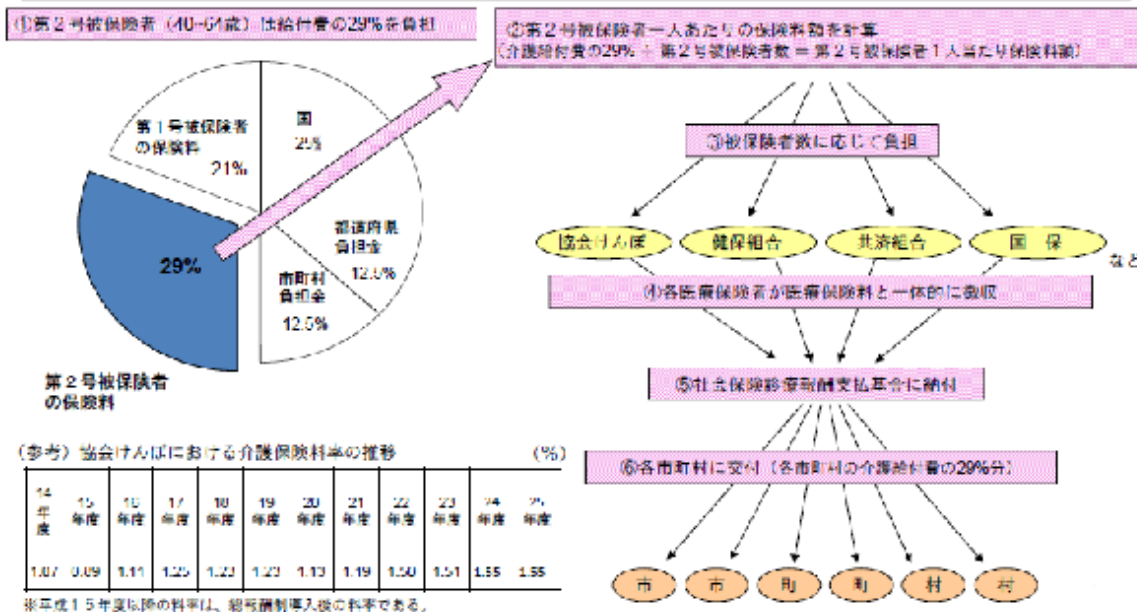 ①第２号被保険者（40~64歳）は給付費の29%を負担
②第２号被保険者一人あたりの保険料額を計算
（介護給付費の29% ÷ 第２号被保険者数 = 第２号被保険者１人当たり保険料額）
第１号被保険者
の保険料
21%
国
25%
都道府県
負担金
12.5%
市町村
負担金
12.5%
29%
第２号被保険者
の保険料
③被保険者数に応じて負担
協会けんぽ 健保組合 共済組合 国保
など
④各医療保険者が医療保険料と一体的に徴収
⑤社会保険診療報酬支払基金に納付
⑥各市町村に交付（各市町村の介護給付費の29%分）
市 市 町 町 村 村
（参考）協会けんぽにおける介護保険料率の推移 （%）
14年度 15年度 16年度 17年度 18年度 19年度 20年度 21年度 22年度 23年度 24年度 25年度
1.07 0.89 1.11 1.25 1.23 1.23 1.13 1.19 1.50 1.51 1.55 1.55
※平成１５年度以降の料率は、総報酬制導入後の料率である。